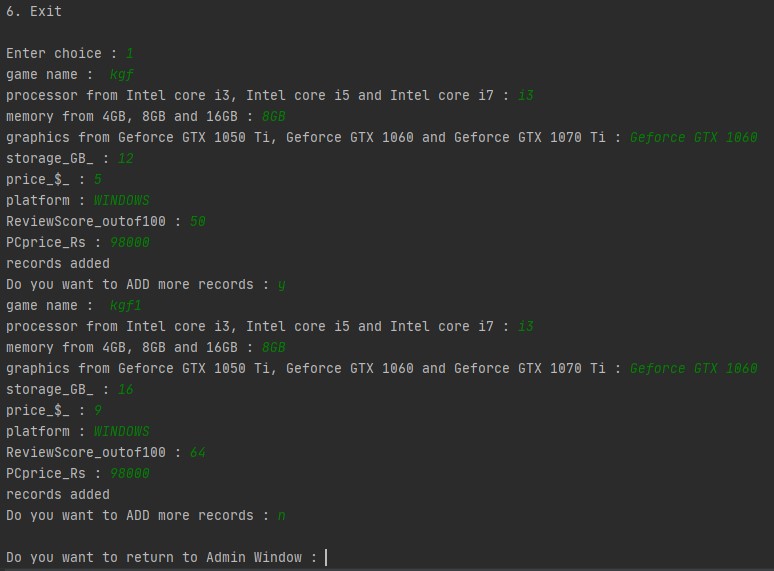 6. Exit
Enter choice : 1
game name :  kgf
processor from Intel core i3, Intel core i5 and Intel core i7 : i3
memory from 4GB, 8GB and 16GB : 8GB
graphics from Geforce GTX 1050 Ti, Geforce GTX 1060 and Geforce GTX 1070 Ti : Geforce GTX 1060
storage_GB_ : 12
price_$_ : 5
platform : WINDOWS
ReviewScore_outof100 : 50
PCprice_Rs : 98000
records added
Do you want to ADD more records : y
game name :  kgf1
processor from Intel core i3, Intel core i5 and Intel core i7 : i3
memory from 4GB, 8GB and 16GB : 8GB
graphics from Geforce GTX 1050 Ti, Geforce GTX 1060 and Geforce GTX 1070 Ti : Geforce GTX 1060
storage_GB_ : 16
price_$_ : 9
platform : WINDOWS
ReviewScore_outof100 : 64
PCprice_Rs : 98000
records added
Do you want to ADD more records : n
Do you want to return to Admin Window :